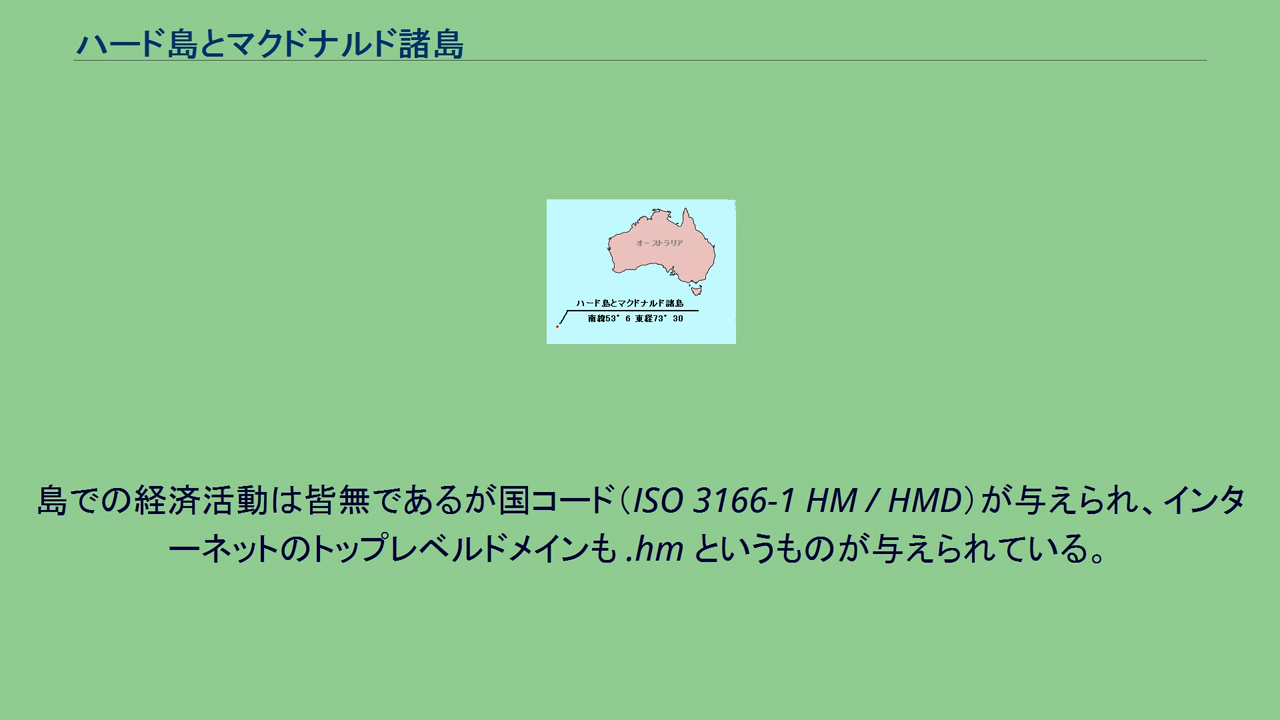 ハード島とマクドナルド諸島
オーストラリア
ハード島とマクドナルド諸島
南緯53°6 東経73°30
島での経済活動は皆無であるが国コード（ISO 3166-1 HM / HMD）が与えられ、インタ
ーネットのトップレベルドメインも .hm というものが与えられている。